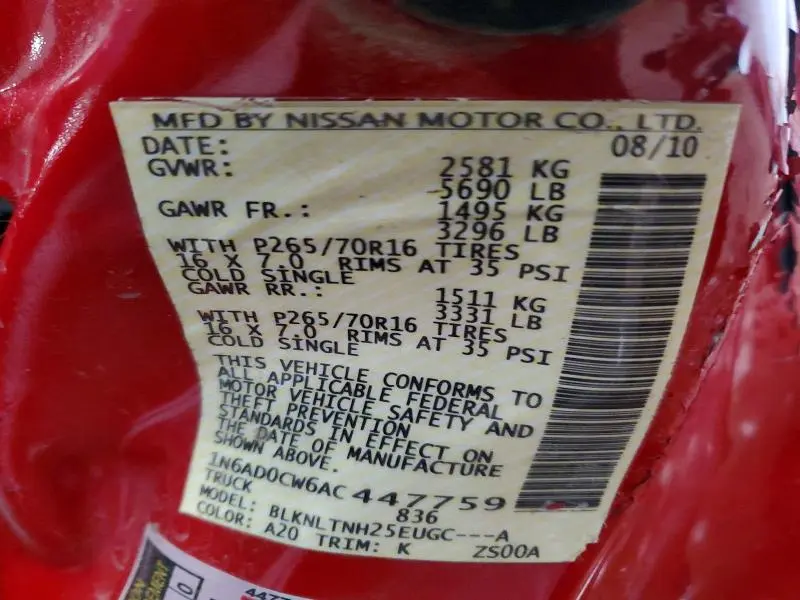 MFD BY NISSAN MOTOR CO., LTD.
DATE: 08/10
GVWR: 2581 KG
5690 LB
GAWR FR.: 1495 KG
3296 LB
WITH P265/70R16 TIRES
16 X 7.0 RIMS AT 35 PSI
COLD SINGLE
GAWR RR.: 1511 KG
3331 LB
WITH P265/70R16 TIRES
16 X 7.0 RIMS AT 35 PSI
COLD SINGLE
THIS VEHICLE CONFORMS TO
ALL APPLICABLE FEDERAL
MOTOR VEHICLE SAFETY AND
THEFT PREVENTION
STANDARDS IN EFFECT ON
THE DATE OF MANUFACTURE
SHOWN ABOVE.
1N6AD0CW6AC 447759
TRUCK 836
MODEL: BLKNLTNH25EUGC---A
COLOR: A20 TRIM: K ZS00A
0